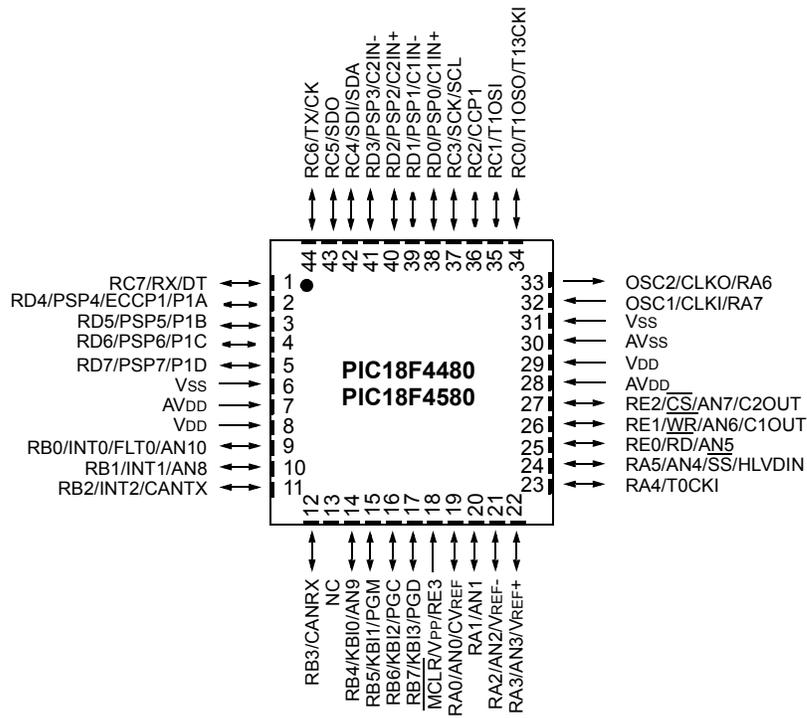 RC6/TX/CK
RC5/SDO
RC4/SDI/SDA
RD3/PSP3/C2IN-
RD2/PSP2/C2IN+
RD1/PSP1/C1IN-
RD0/PSP0/C1IN+
RC3/SCK/SCL
RC2/CCP1
RC1/T1OSI
RC0/T1OSO/T13CKI
44
43
42
41
40
39
38
37
36
35
34
RC7/RX/DT 1
RD4/PSP4/ECCP1/P1A 2
RD5/PSP5/P1B 3
RD6/PSP6/P1C 4
RD7/PSP7/P1D 5
VSS 6
AVDD 7
VDD 8
RB0/INT0/FLT0/AN10 9
RB1/INT1/AN8 10
RB2/INT2/CANTX 11
PIC18F4480
PIC18F4580
33 OSC2/CLKO/RA6
32 OSC1/CLKI/RA7
31 VSS
30 AVSS
29 VDD
28 AVDD
27 RE2/CS/AN7/C2OUT
26 RE1/WR/AN6/C1OUT
25 RE0/RD/AN5
24 RA5/AN4/SS/HLVDIN
23 RA4/T0CKI
12
13
14
15
16
17
18
19
20
21
22
RB3/CANRX
NC
RB4/KBI0/AN9
RB5/KBI1/PGM
RB6/KBI2/PGC
RB7/KBI3/PGD
MCLR/VPP/RE3
RA0/AN0/CVREF
RA1/AN1
RA2/AN2/VREF-
RA3/AN3/VREF+